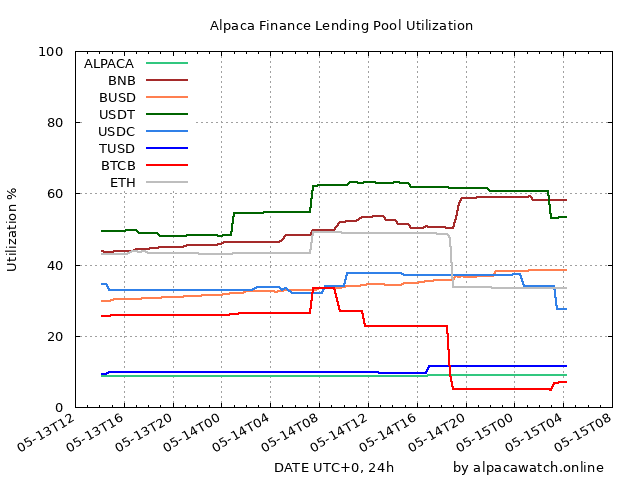 Alpaca Finance Lending Pool Utilization
100
80
60
40
20
0
Utilization %
ALPACA
BNB
BUSD
USDT
USDC
TUSD
BTCB
ETH
05-13T12
05-13T16
05-13T20
05-14T00
05-14T04
05-14T08
05-14T12
05-14T16
05-14T20
05-15T00
05-15T04
05-15T08
DATE UTC+0, 24h
by alpacawatch.online